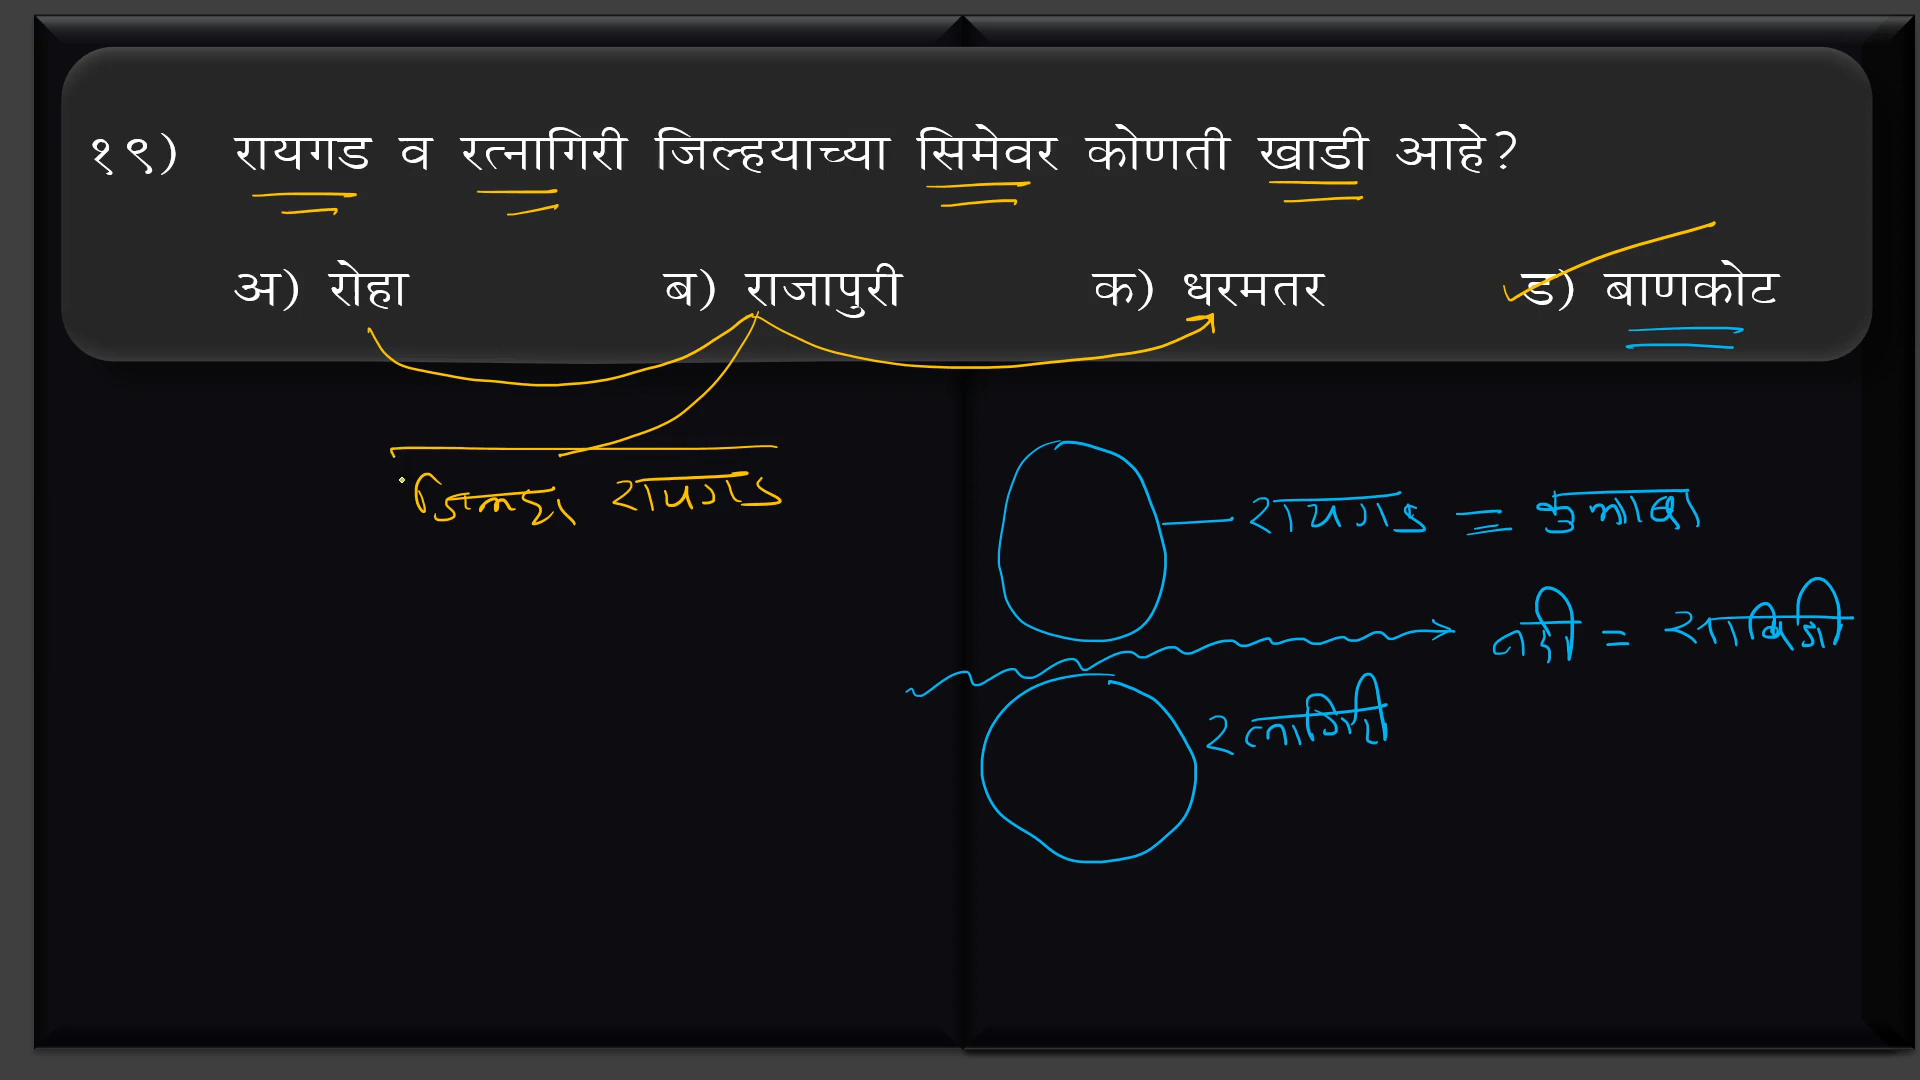 १९) रायगड व रत्नागिरी जिल्हयाच्या सिमेवर कोणती खाडी आहे?
अ) रोहा ब) राजापुरी क) धरमतर ड) बाणकोट
जिल्हा रायगड
रायगड = कुलाबा
नदी = सावित्री
रत्नागिरी